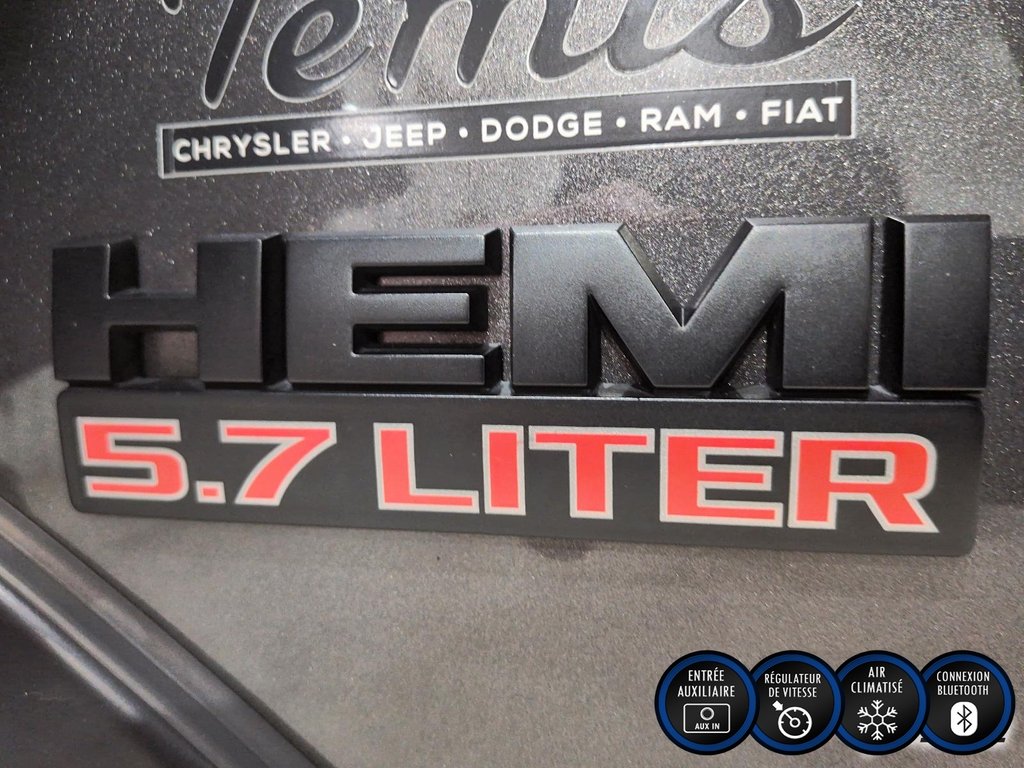 CHRYSLER • JEEP • DODGE • RAM • FIAT
HEMI
5.7 LITER
ENTRÉE
AUXILIAIRE
AUX IN
RÉGULATEUR
DE VITESSE
AIR
CLIMATISÉ
CONNEXION
BLUETOOTH